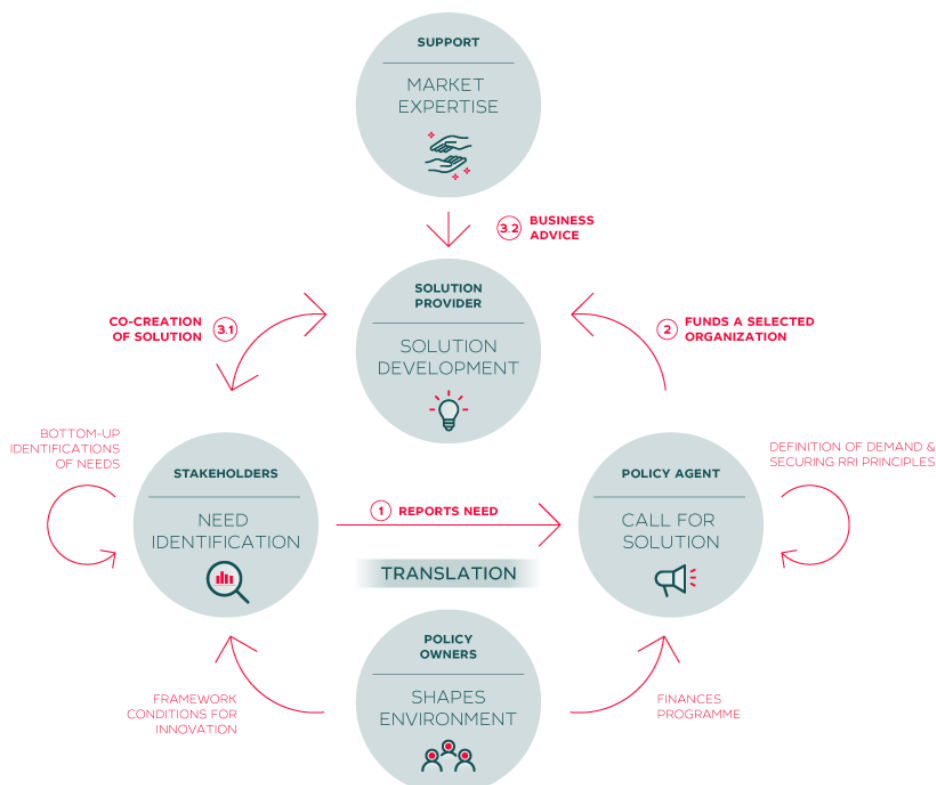 SUPPORT
MARKET
EXPERTISE
3.2
BUSINESS
ADVICE
SOLUTION
PROVIDER
SOLUTION
DEVELOPMENT
CO-CREATION
OF SOLUTION
3.1
2
FUNDS A SELECTED
ORGANIZATION
BOTTOM-UP
IDENTIFICATIONS
OF NEEDS
STAKEHOLDERS
NEED
IDENTIFICATION
1
REPORTS NEED
TRANSLATION
POLICY AGENT
CALL FOR
SOLUTION
DEFINITION OF DEMAND &
SECURING RRI PRINCIPLES
POLICY
OWNERS
SHAPES
ENVIRONMENT
FRAMEWORK
CONDITIONS FOR
INNOVATION
FINANCES
PROGRAMME